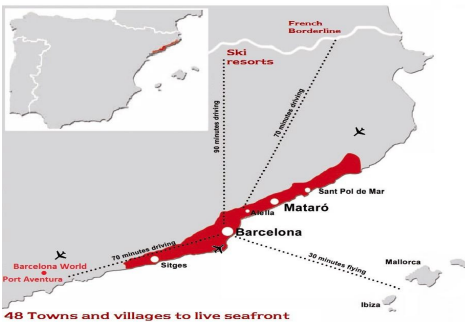 French
Borderline
Ski
resorts
90 minutes driving
70 minutes driving
Sant Pol de Mar
Alella
Mataró
Barcelona
70 minutes driving
Barcelona World
Port Aventura
Sitges
30 minutes flying
Mallorca
Ibiza
48 Towns and villages to live seafront